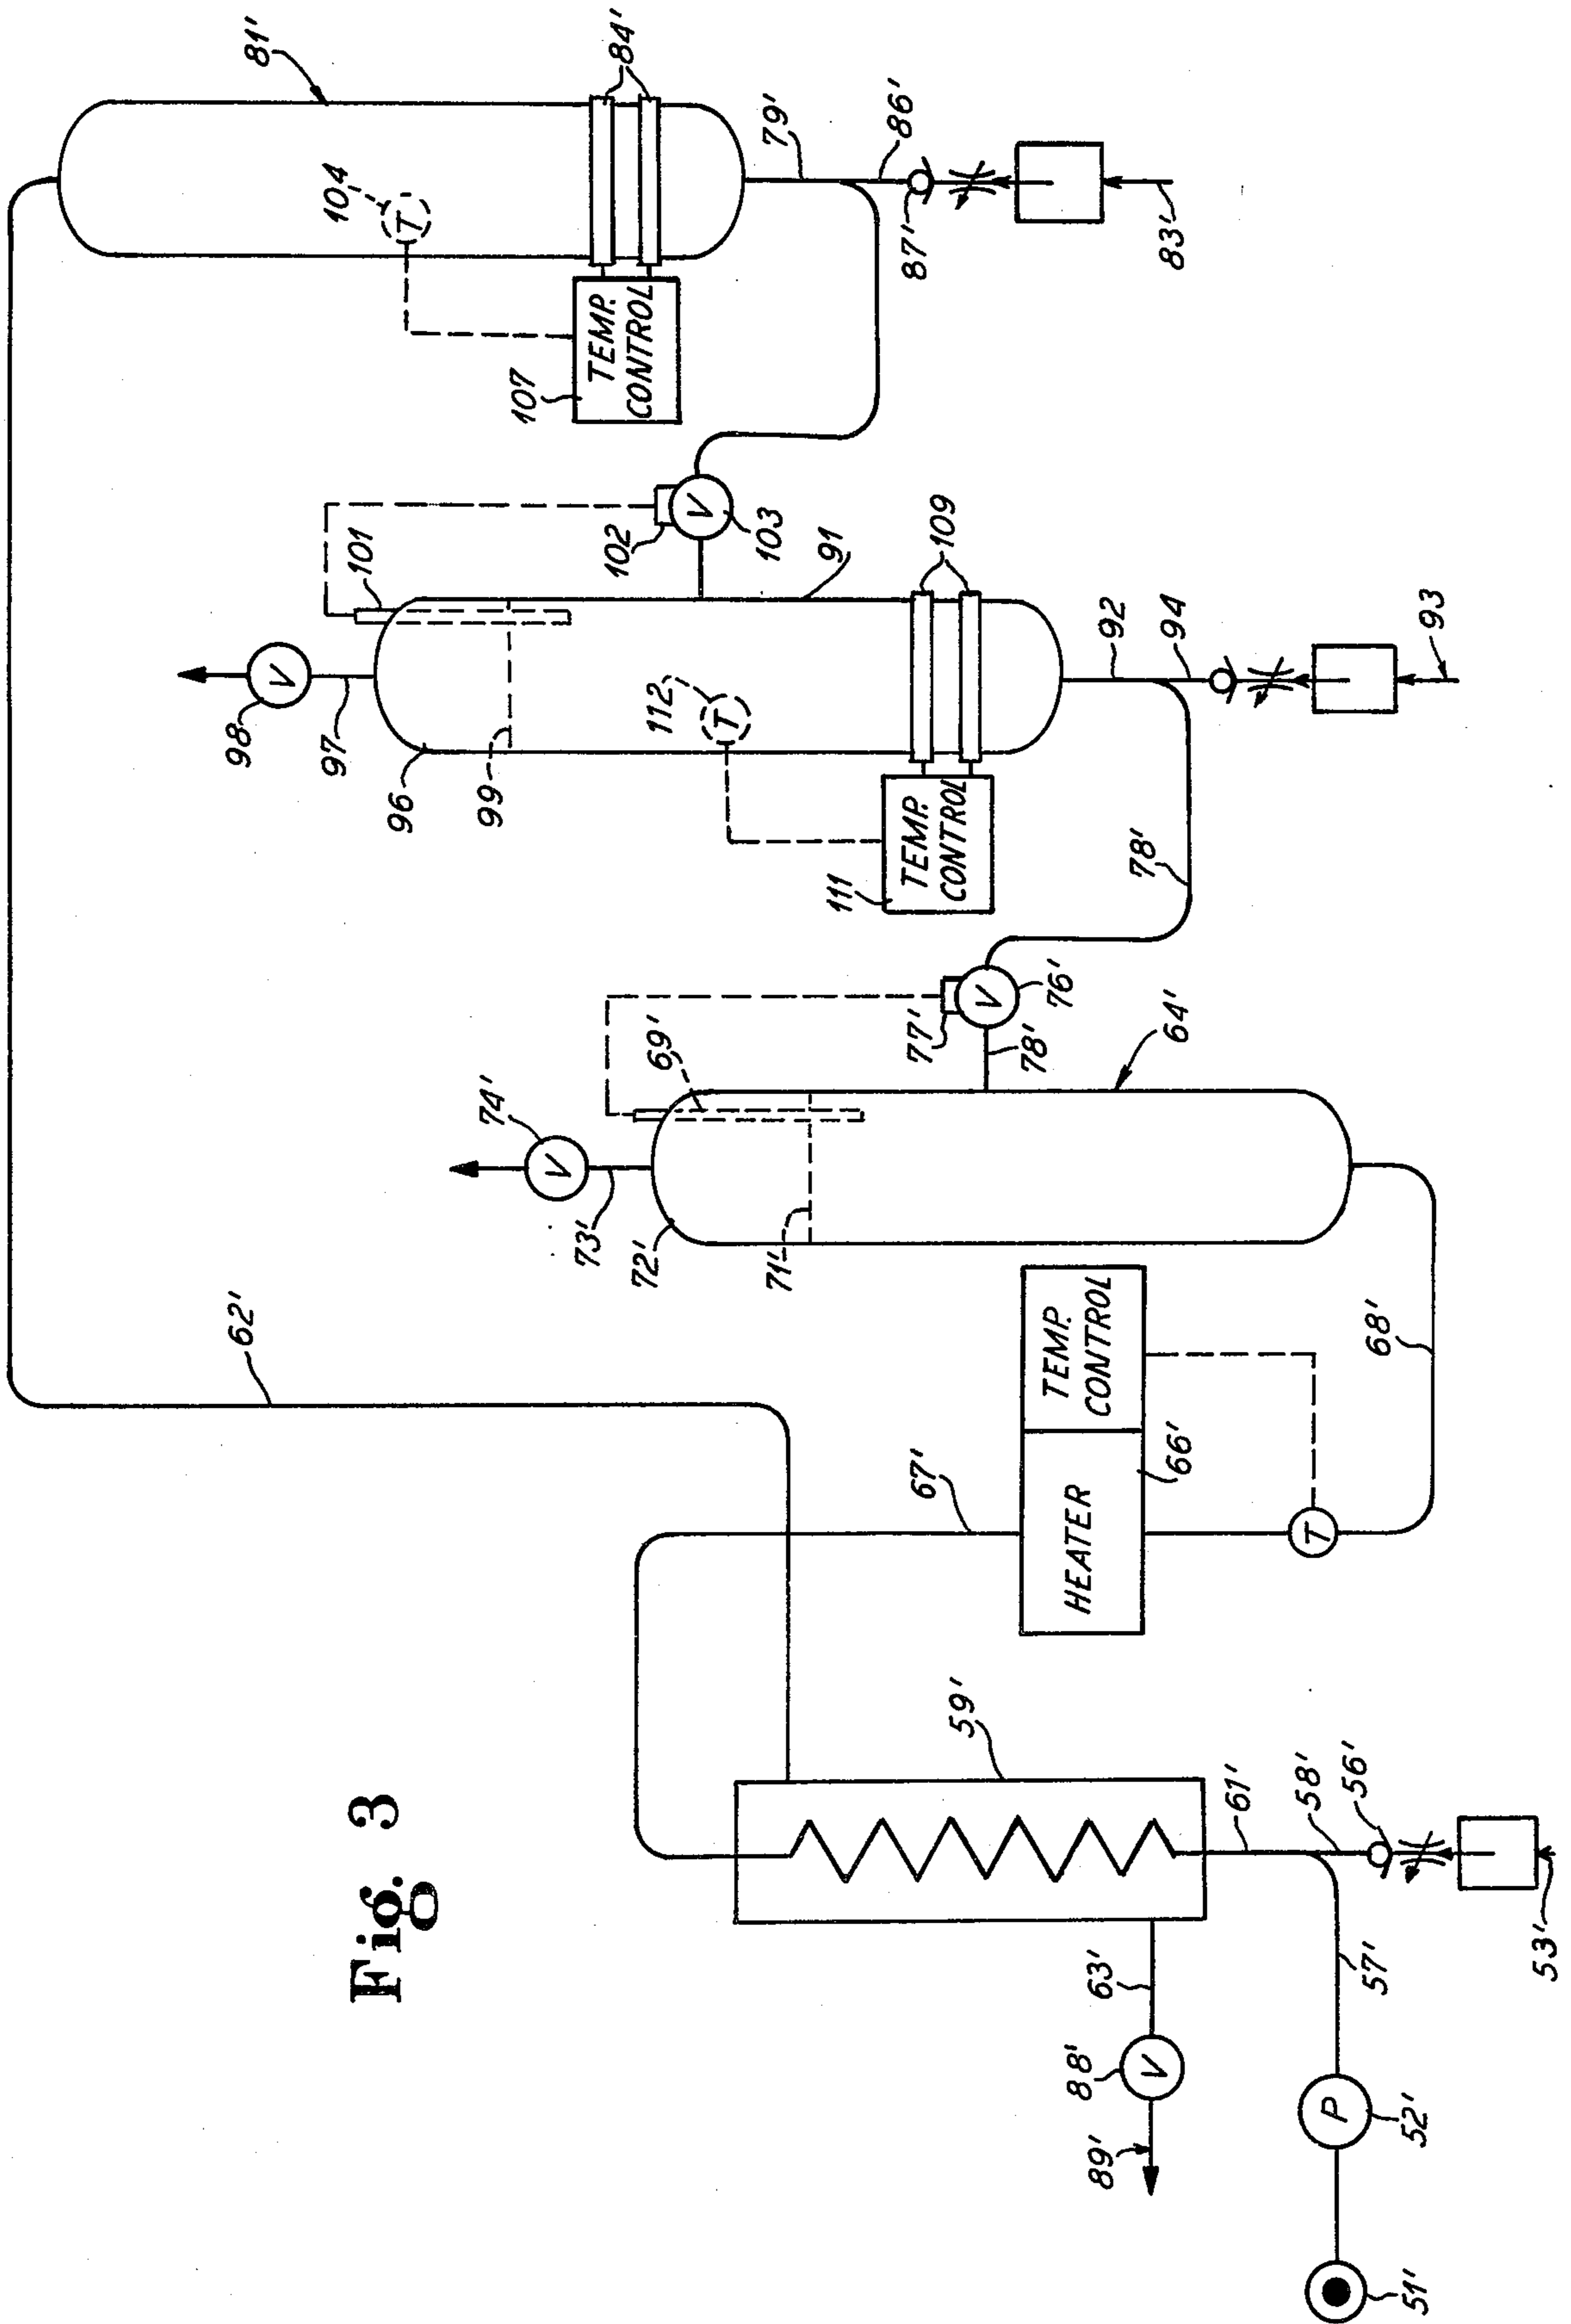 Fig. 3
62'
81'
104
T
84'
TEMP.
CONTROL
107
79'
86'
87'
83'
98
V
97
96
99
101
102
V
103
91
112
T
109
TEMP.
CONTROL
111
92
94
93
78'
74'
V
73'
72'
71'
69'
77'
V
76'
78'
64'
67'
HEATER
TEMP.
CONTROL
66'
T
68'
59'
61'
58'
56'
53'
57'
63'
88'
V
89'
P
52'
51'